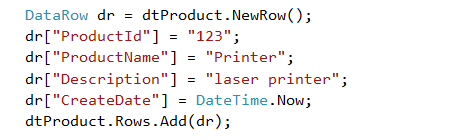 DataRow dr = dtProduct.NewRow();
dr["ProductId"] = "123";
dr["ProductName"] = "Printer";
dr["Description"] = "laser printer";
dr["CreateDate"] = DateTime.Now;
dtProduct.Rows.Add(dr);